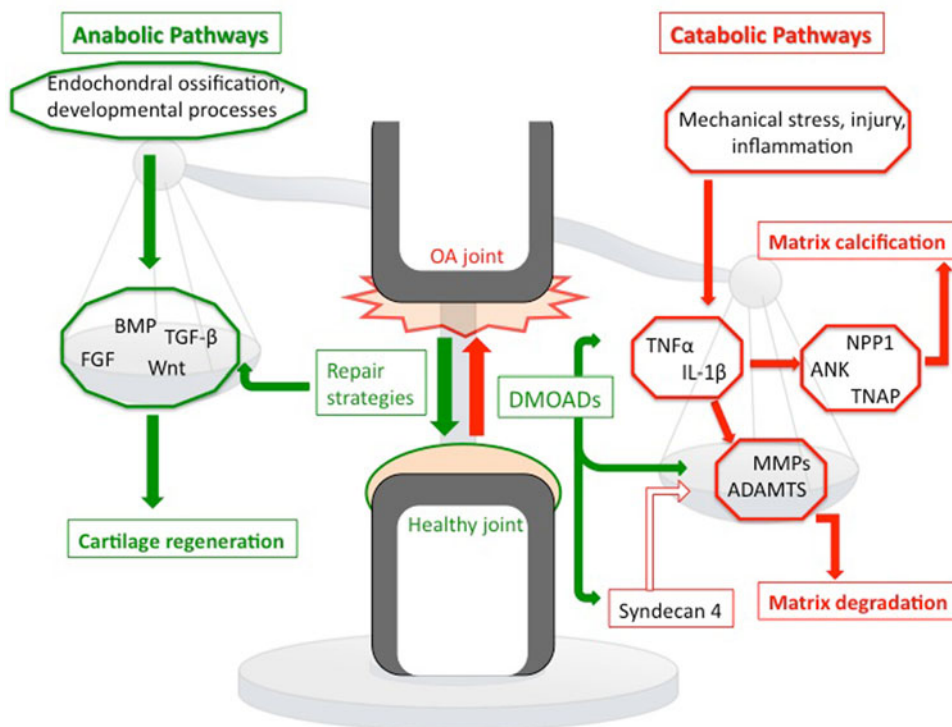 Anabolic Pathways
Endochondral ossification,
developmental processes
BMP
TGF-β
FGF
Wnt
Cartilage regeneration
Repair
strategies
OA joint
Healthy joint
DMOADs
Catabolic Pathways
Mechanical stress, injury,
inflammation
Matrix calcification
TNFα
IL-1β
NPP1
ANK
TNAP
MMPs
ADAMTS
Syndecan 4
Matrix degradation